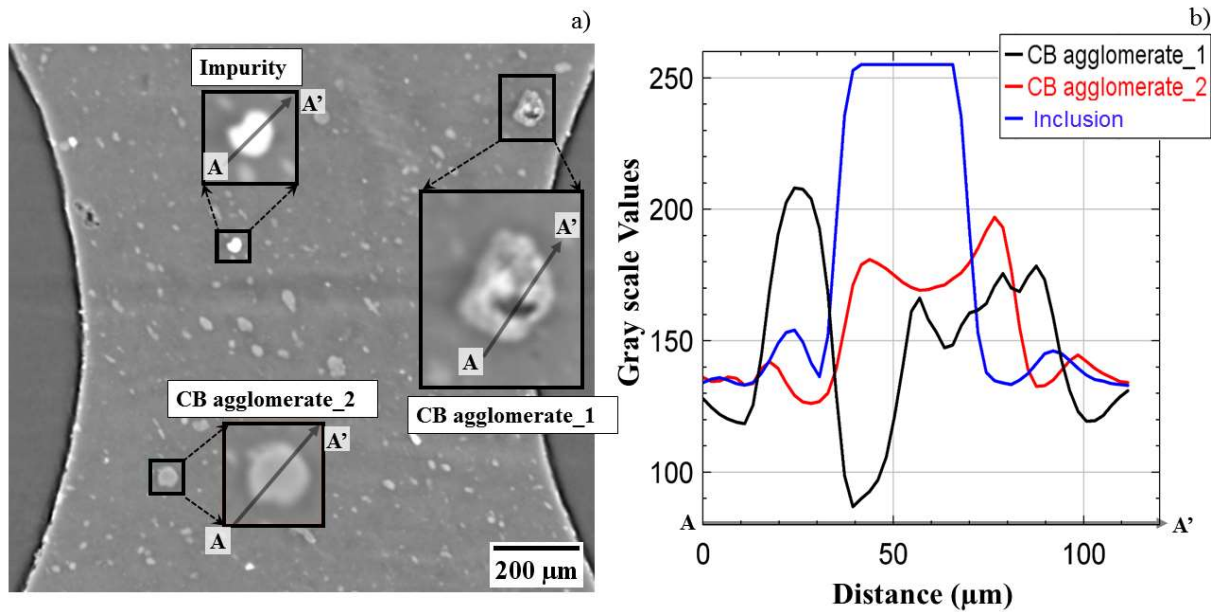 a)
Impurity
A'
A
A'
A
CB agglomerate_1
CB agglomerate_2
A'
A
200 µm
b)
CB agglomerate_1
CB agglomerate_2
Inclusion
250
200
150
100
Gray scale Values
A
A'
0
50
100
Distance (µm)